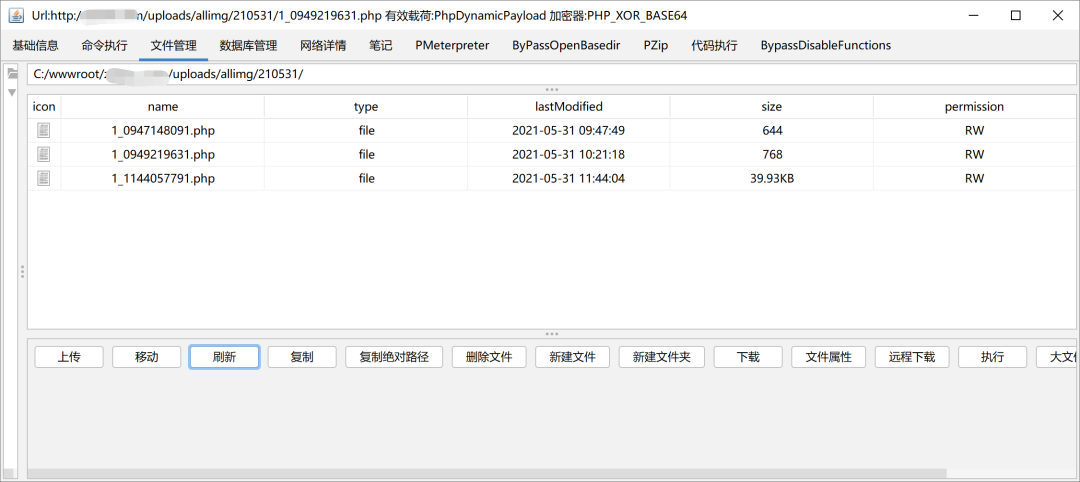 Url:http:/ n/uploads/allimg/210531/1_0949219631.php 有效载荷:PhpDynamicPayload 加密器:PHP_XOR_BASE64
基础信息 命令执行 文件管理 数据库管理 网络详情 笔记 PMeterpreter ByPassOpenBasedir PZip 代码执行 BypassDisableFunctions
C:/wwwroot/ /uploads/allimg/210531/
icon name type lastModified size permission
1_0947148091.php file 2021-05-31 09:47:49 644 RW
1_0949219631.php file 2021-05-31 10:21:18 768 RW
1_1144057791.php file 2021-05-31 11:44:04 39.93KB RW
上传 移动 刷新 复制 复制绝对路径 删除文件 新建文件 新建文件夹 下载 文件属性 远程下载 执行 大文